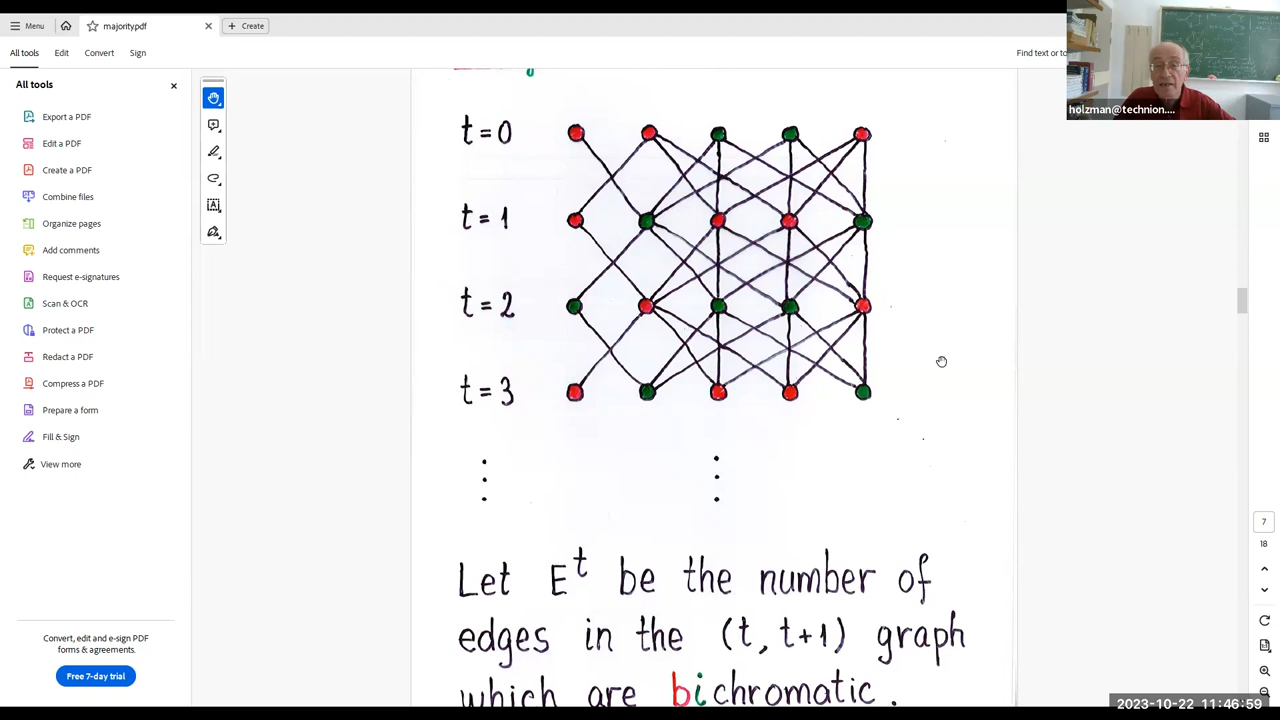 Menu
majoritypdf
Create
All tools
Edit
Convert
Sign
Find text or to
holzman@technion....
All tools
Export a PDF
Edit a PDF
Create a PDF
Combine files
Organize pages
Add comments
Request e-signatures
Scan & OCR
Protect a PDF
Redact a PDF
Compress a PDF
Prepare a form
Fill & Sign
View more
Convert, edit and e-sign PDF
forms & agreements.
Free 7-day trial
t = 0
t = 1
t = 2
t = 3
Let E^t be the number of
edges in the (t, t+1) graph
which are bichromatic.
7
18
2023-10-22 11:46:59